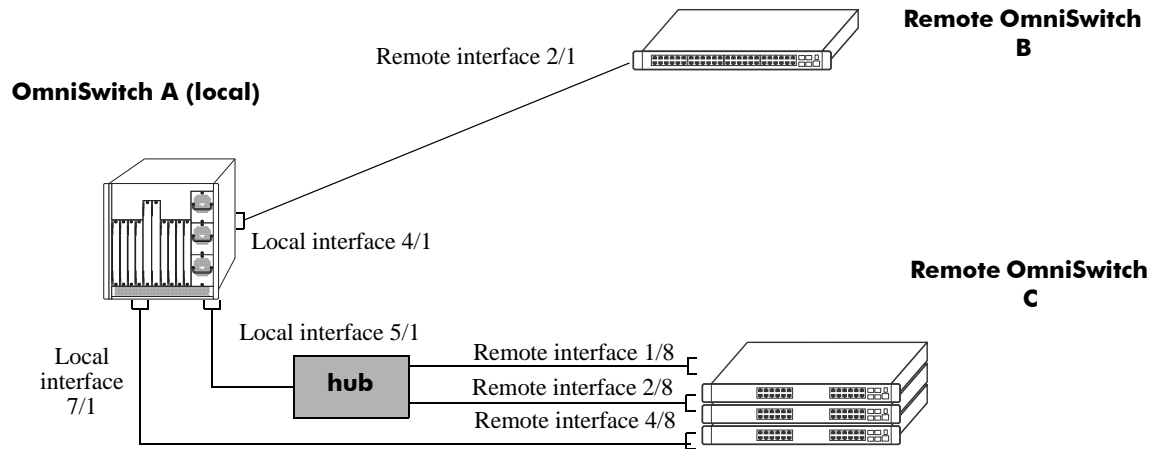 Remote OmniSwitch
B
Remote interface 2/1
OmniSwitch A (local)
Local interface 4/1
Remote OmniSwitch
C
Local interface 5/1
Local
interface
7/1
hub
Remote interface 1/8
Remote interface 2/8
Remote interface 4/8